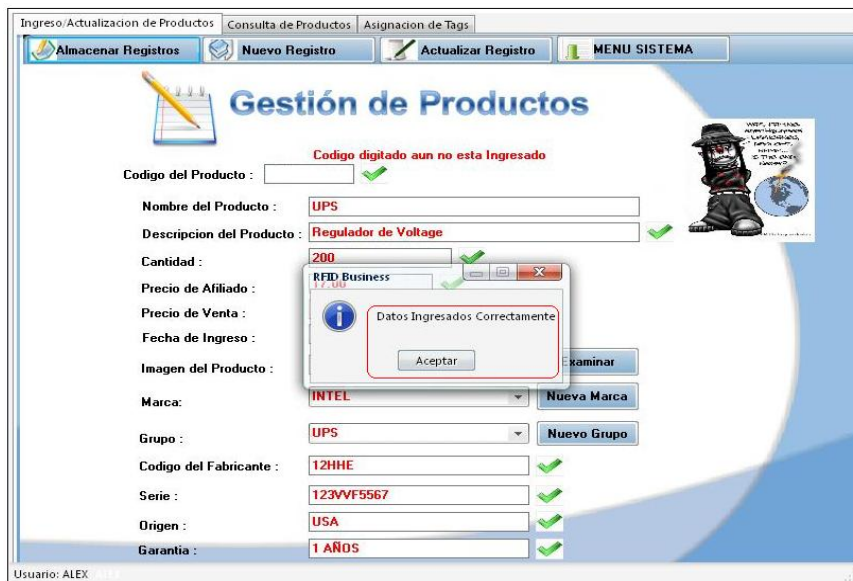 Ingreso/Actualizacion de Productos Consulta de Productos Asignacion de Tags
Almacenar Registros Nuevo Registro Actualizar Registro MENU SISTEMA
Gestión de Productos
Codigo digitado aun no esta Ingresado
Codigo del Producto :
Nombre del Producto : UPS
Descripcion del Producto : Regulador de Voltage
Cantidad : 200
RFID Business
Precio de Afiliado : 17.00
Precio de Venta :
Datos Ingresados Correctamente
Fecha de Ingreso :
Aceptar
Imagen del Producto : Examinar
Marca: INTEL Nueva Marca
Grupo : UPS Nuevo Grupo
Codigo del Fabricante : 12HHE
Serie : 123VVF5567
Origen : USA
Garantia : 1 AÑOS
Usuario: ALEX